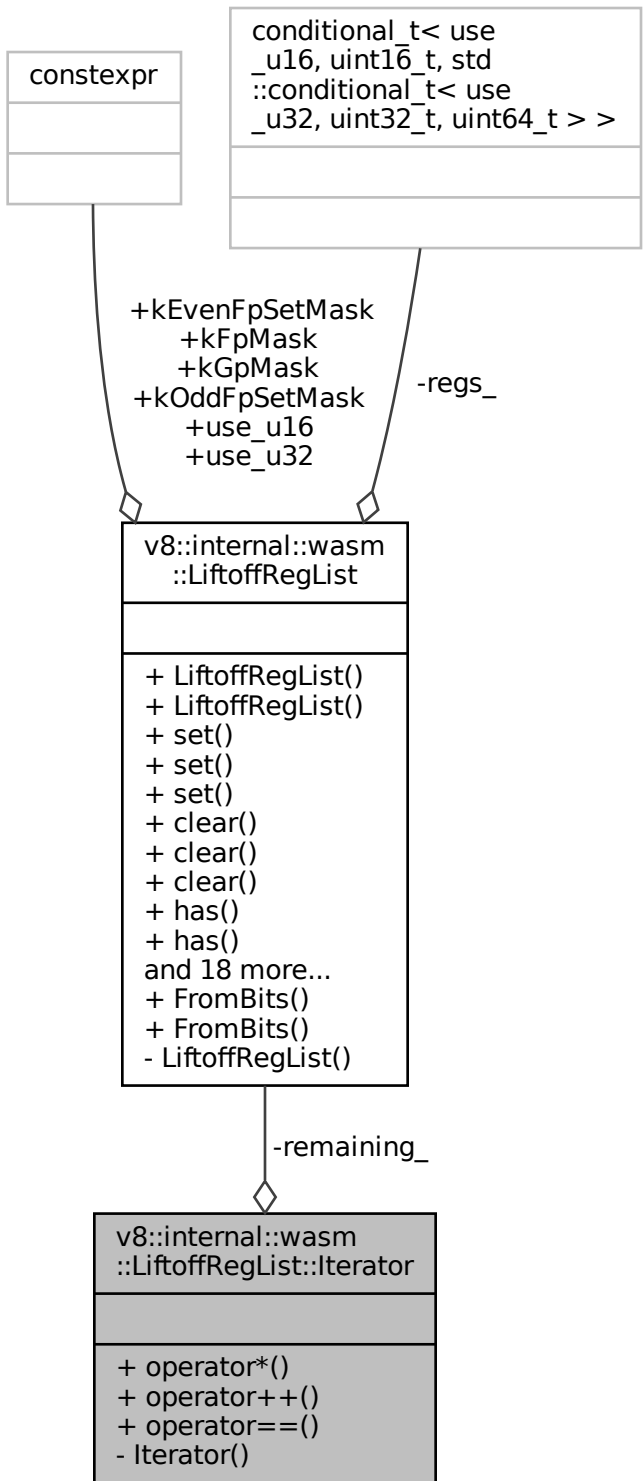 constexpr
conditional_t< use
_u16, uint16_t, std
::conditional_t< use
_u32, uint32_t, uint64_t > >
+kEvenFpSetMask
+kFpMask
+kGpMask
+kOddFpSetMask
+use_u16
+use_u32
-regs_
v8::internal::wasm
::LiftoffRegList
+ LiftoffRegList()
+ LiftoffRegList()
+ set()
+ set()
+ set()
+ clear()
+ clear()
+ clear()
+ has()
+ has()
and 18 more...
+ FromBits()
+ FromBits()
- LiftoffRegList()
-remaining_
v8::internal::wasm
::LiftoffRegList::Iterator
+ operator*()
+ operator++()
+ operator==()
- Iterator()